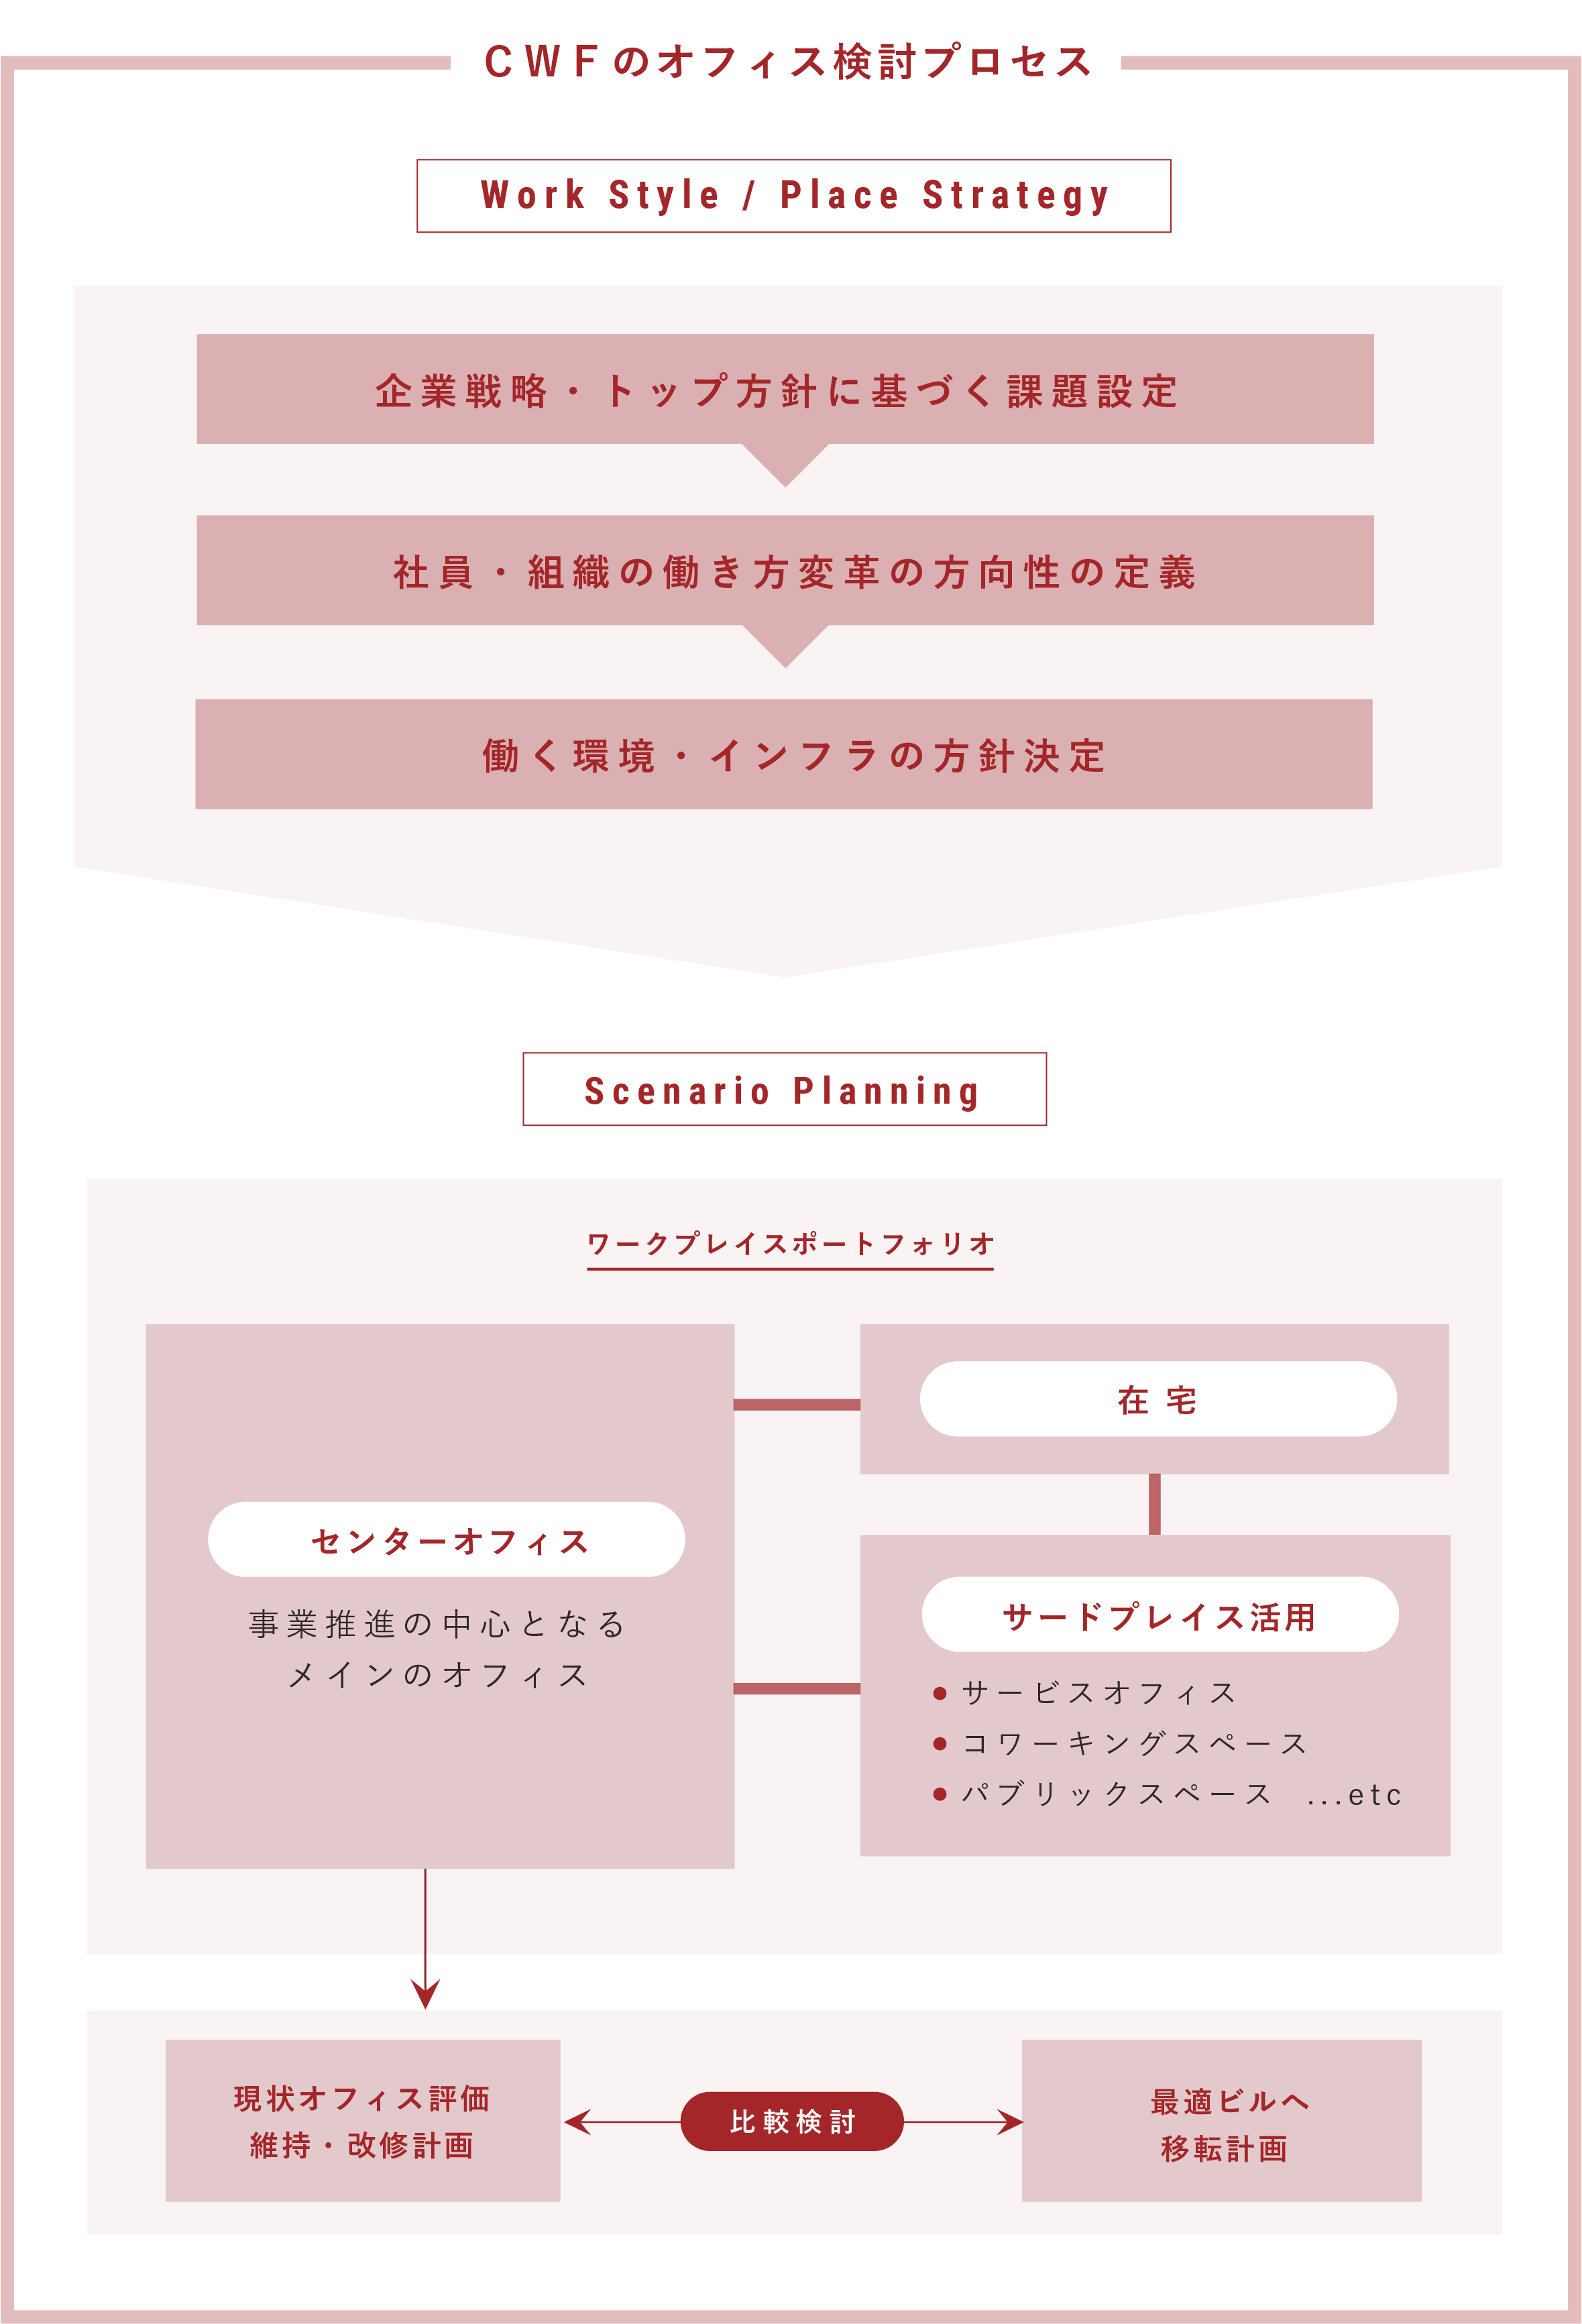 CWFのオフィス検討プロセス
Work Style / Place Strategy
企業戦略・トップ方針に基づく課題設定
社員・組織の働き方変革の方向性の定義
働く環境・インフラの方針決定
Scenario Planning
ワークプレイスポートフォリオ
センターオフィス
事業推進の中心となる
メインのオフィス
在宅
サードプレイス活用
● サービスオフィス
● コワーキングスペース
● パブリックスペース ...etc
現状オフィス評価
維持・改修計画
比較検討
最適ビルへ
移転計画